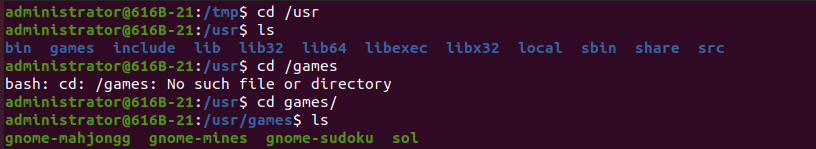 administrator@616B-21:/tmp$ cd /usr
administrator@616B-21:/usr$ ls
bin  games  include  lib  lib32  lib64  libexec  libx32  local  sbin  share  src
administrator@616B-21:/usr$ cd /games
bash: cd: /games: No such file or directory
administrator@616B-21:/usr$ cd games/
administrator@616B-21:/usr/games$ ls
gnome-mahjongg  gnome-mines  gnome-sudoku  sol